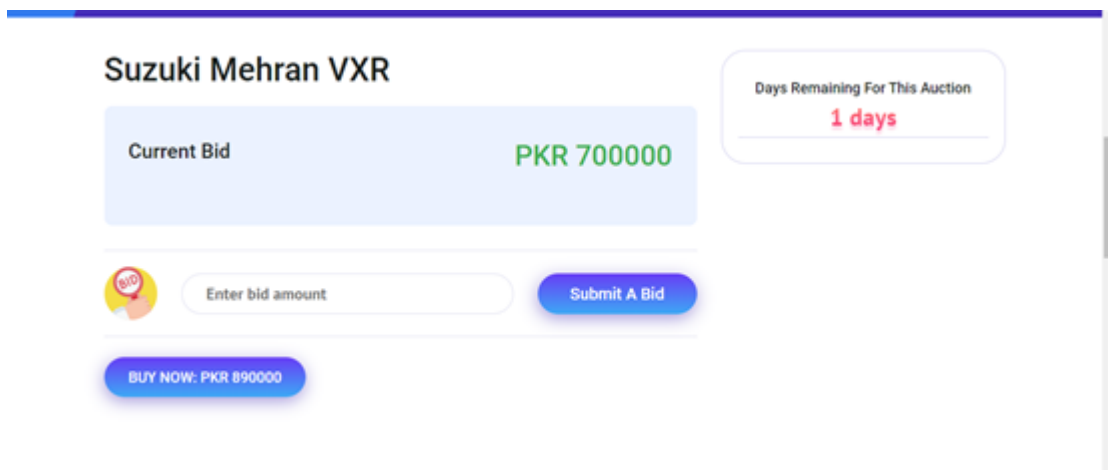 Suzuki Mehran VXR
Days Remaining For This Auction
1 days
Current Bid
PKR 700000
BID
Enter bid amount
Submit A Bid
BUY NOW: PKR 890000